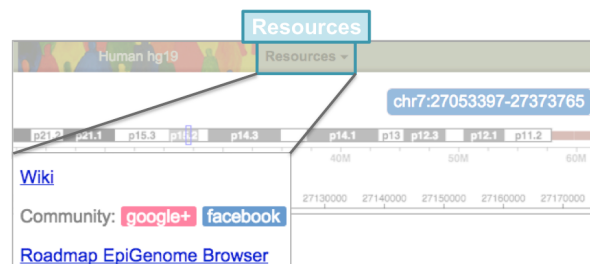 Resources
Human hg19 Resources
chr7:27053397-27373765
p21.2 p21.1 p15.3 p15.2 p14.3 p14.1 p13 p12.3 p12.1 p11.2
40M 50M 60M
Wiki
27130000 27140000 27150000 27160000 27170000
Community: google+ facebook
Roadmap EpiGenome Browser